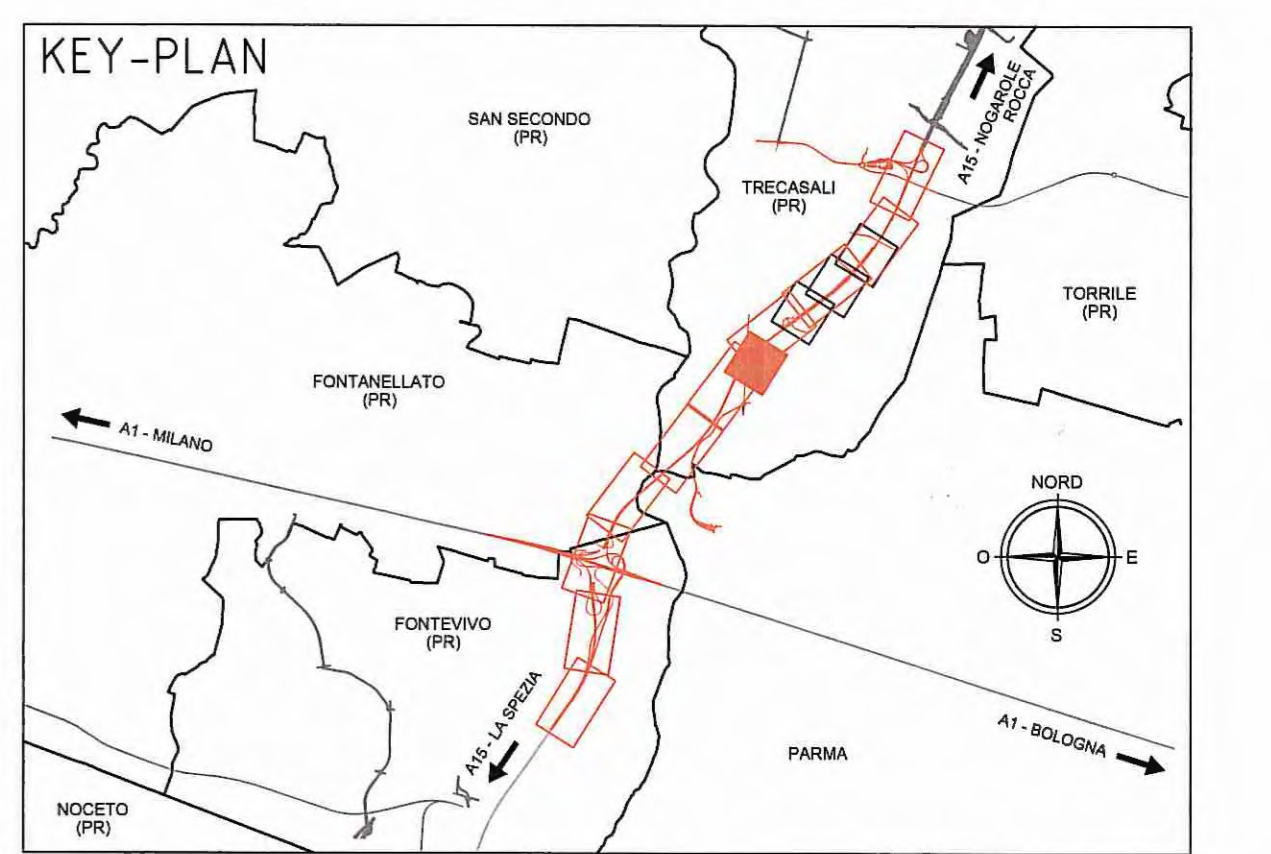 KEY-PLAN
SAN SECONDO
(PR)
A15 - NOGAROLE
ROCCA
TRECASALI
(PR)
TORRILE
(PR)
FONTANELLATO
(PR)
A1 - MILANO
NORD
O
E
S
FONTEVIVO
(PR)
A15 - LA SPEZIA
A1 - BOLOGNA
PARMA
NOCETO
(PR)